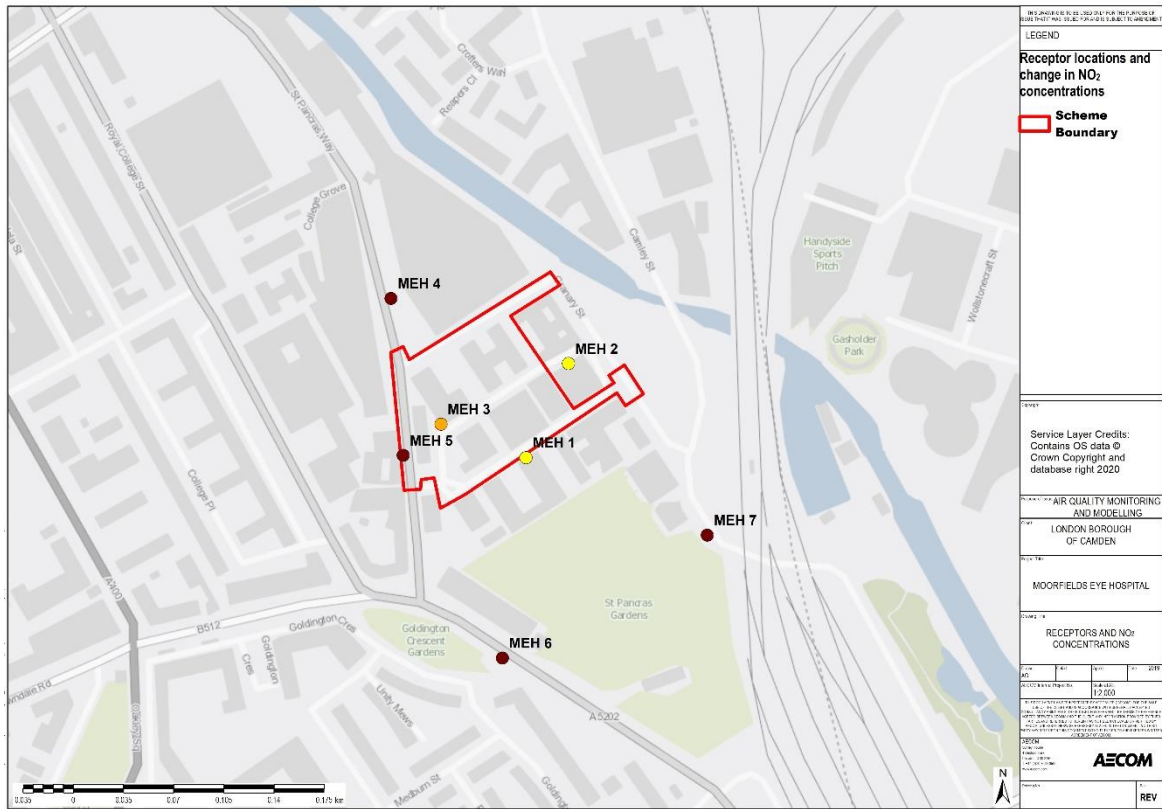 Crofters Way
Reapers Cl
St Pancras Way
Royal College St
College Grove
Camley St
Granary St
Handyside
Sports
Pitch
Wollstonecraft St
Gasholder
Park
MEH 4
MEH 2
MEH 3
MEH 5
MEH 1
MEH 7
College Pl
A400
St Pancras
Gardens
B512
Goldington Cres
Goldington
Cres
Goldington
Crescent
Gardens
MEH 6
Unity Mews
A5202
Medburn St
Goldington
0.035 0 0.035 0.07 0.105 0.14 0.175 km
N
LEGEND
Receptor locations and
change in NO₂
concentrations
Scheme
Boundary
Service Layer Credits:
Contains OS data ©
Crown Copyright and
database right 2020
AIR QUALITY MONITORING
AND MODELLING
LONDON BOROUGH
OF CAMDEN
MOORFIELDS EYE HOSPITAL
RECEPTORS AND NO₂
CONCENTRATIONS
2019
1:2,000
AECOM
AECOM
REV